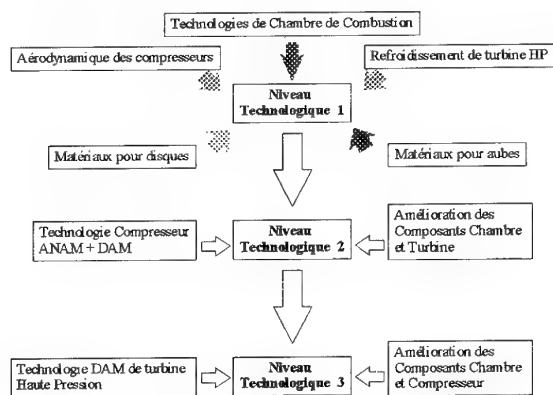 Technologies de Chambre de Combustion
Aérodynamique des compresseurs
Refroidissement de turbine HP
Niveau
Technologique 1
Matériaux pour disques
Matériaux pour aubes
Technologie Compresseur
ANAM + DAM
Niveau
Technologique 2
Amélioration des
Composants Chambre
et Turbine
Technologie DAM de turbine
Haute Pression
Niveau
Technologique 3
Amélioration des
Composants Chambre
et Compresseur